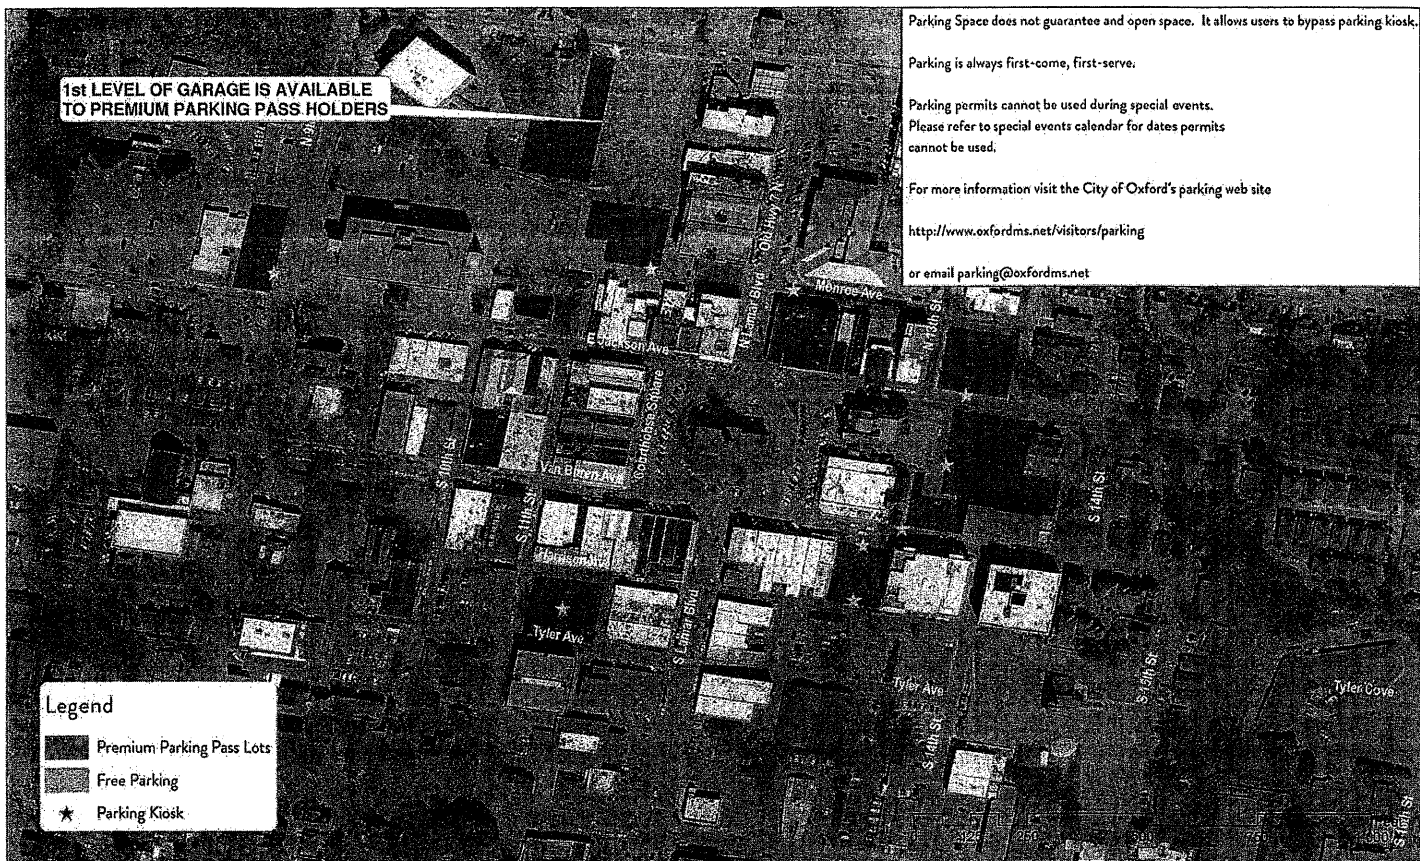 Parking Space does not guarantee and open space. It allows users to bypass parking kiosk.
Parking is always first-come, first-serve.
Parking permits cannot be used during special events.
Please refer to special events calendar for dates permits
cannot be used.
For more information visit the City of Oxford's parking web site
http://www.oxfordms.net/visitors/parking
or email parking@oxfordms.net
1st LEVEL OF GARAGE IS AVAILABLE
TO PREMIUM PARKING PASS HOLDERS
Old Hwy 7 N
N Lamar Blvd
Monroe Ave
N 13th St
E Jackson Ave
Courthouse Square
Van Buren Ave
S 10th St
S 11th St
Harrison Ave
S 14th St
Tyler Ave
S Lamar Blvd
S 15th St
Tyler Ave
Tyler Cove
S 14th St
S 16th St
Legend
Premium Parking Pass Lots
Free Parking
Parking Kiosk